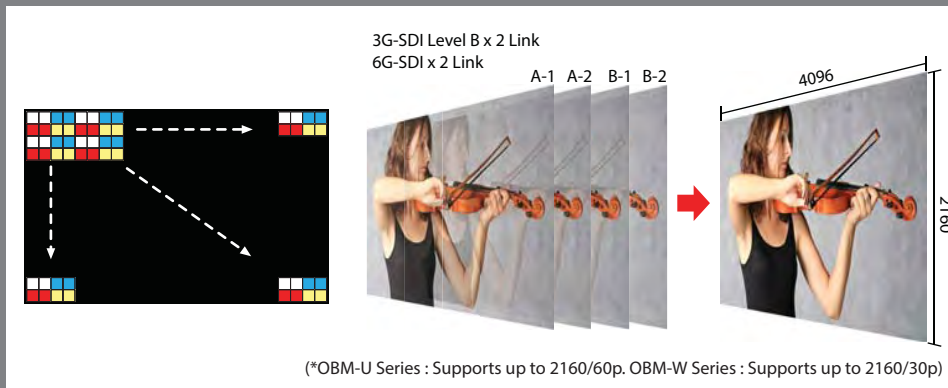 3G-SDI Level B x 2 Link
6G-SDI x 2 Link
A-1 A-2 B-1 B-2
4096
2160
(*OBM-U Series : Supports up to 2160/60p. OBM-W Series : Supports up to 2160/30p)